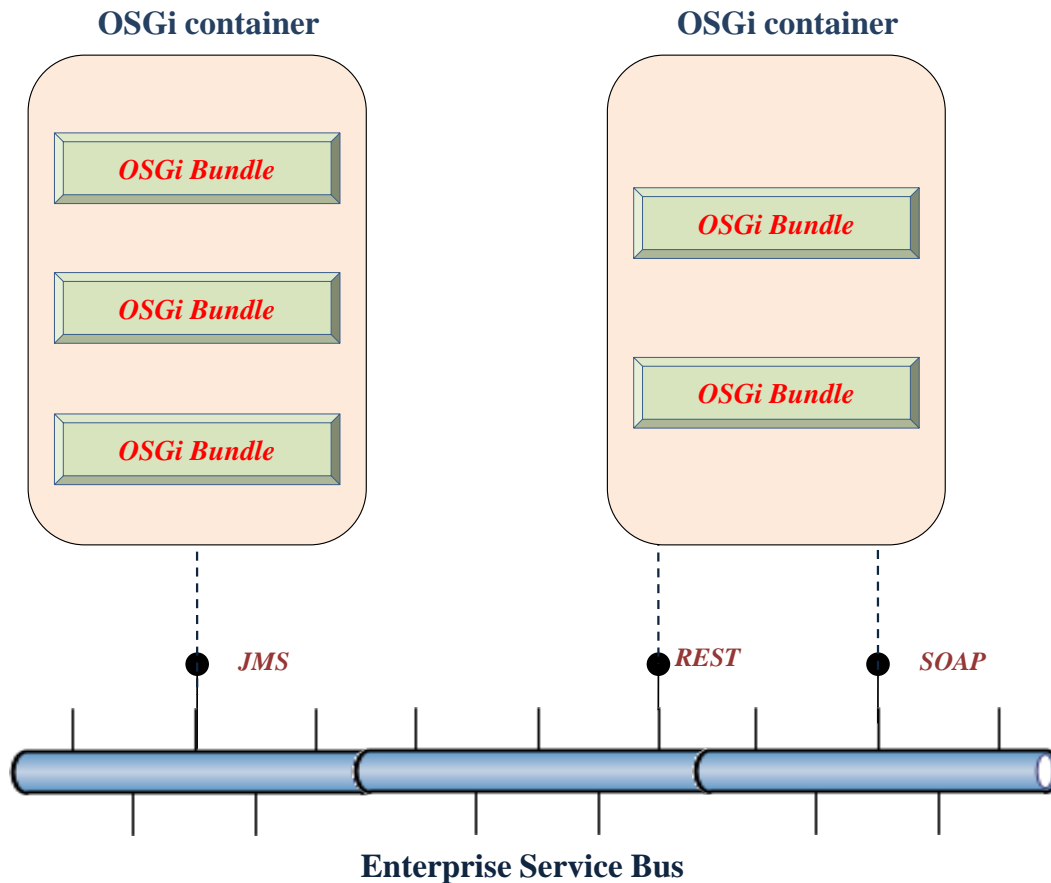 OSGi container
OSGi container
OSGi Bundle
OSGi Bundle
OSGi Bundle
OSGi Bundle
OSGi Bundle
JMS
REST
SOAP
Enterprise Service Bus